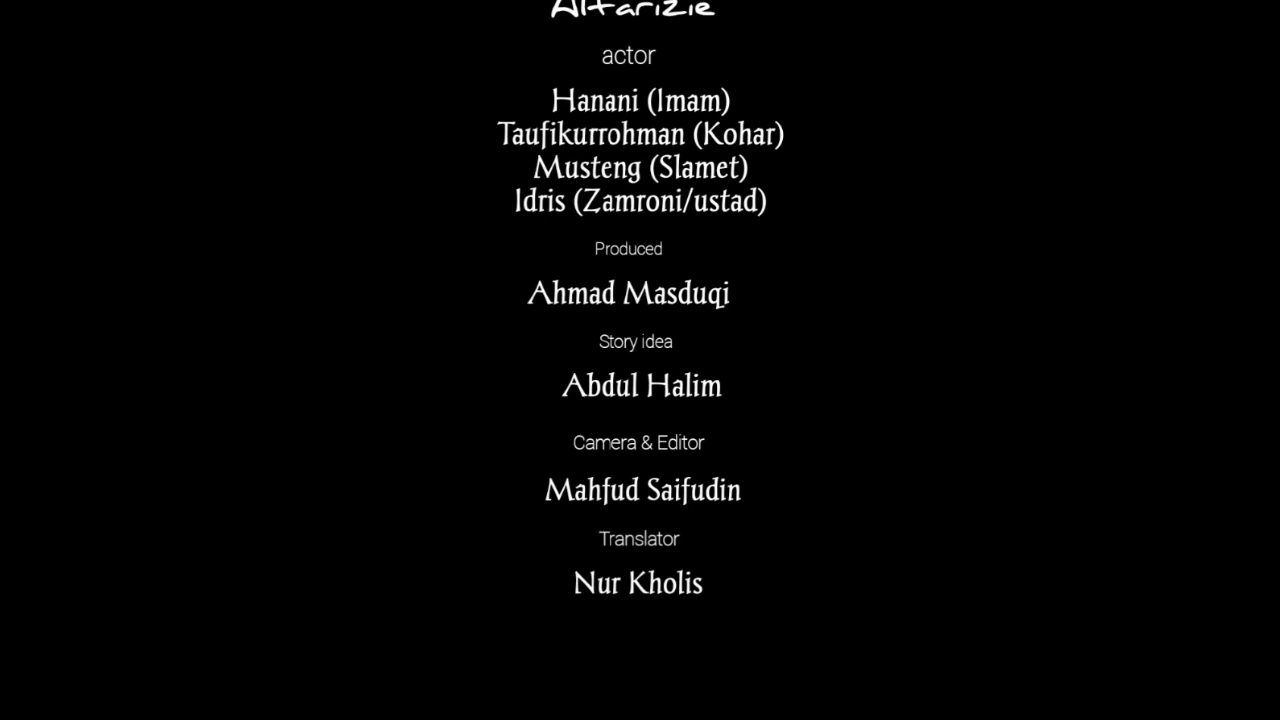 Alfarizie
actor
Hanani (Imam)
Taufikurrohman (Kohar)
Musteng (Slamet)
Idris (Zamroni/ustad)
Produced
Ahmad Masduqi
Story idea
Abdul Halim
Camera & Editor
Mahfud Saifudin
Translator
Nur Kholis